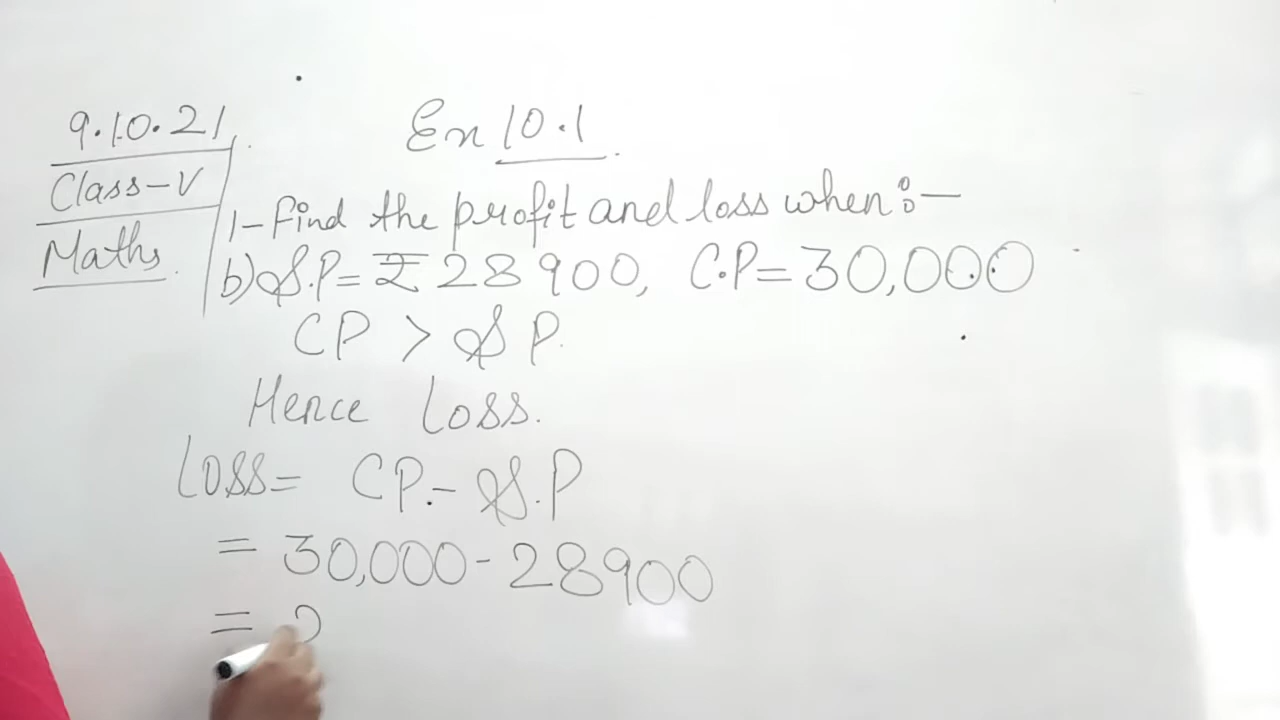 9.10.21
Class-V
Maths
Ex 10.1
1-Find the profit and loss when:-
b) S.P=₹ 28900, C.P=30,000
CP > SP.
Hence Loss.
Loss= CP.- S.P
= 30,000-28900
=